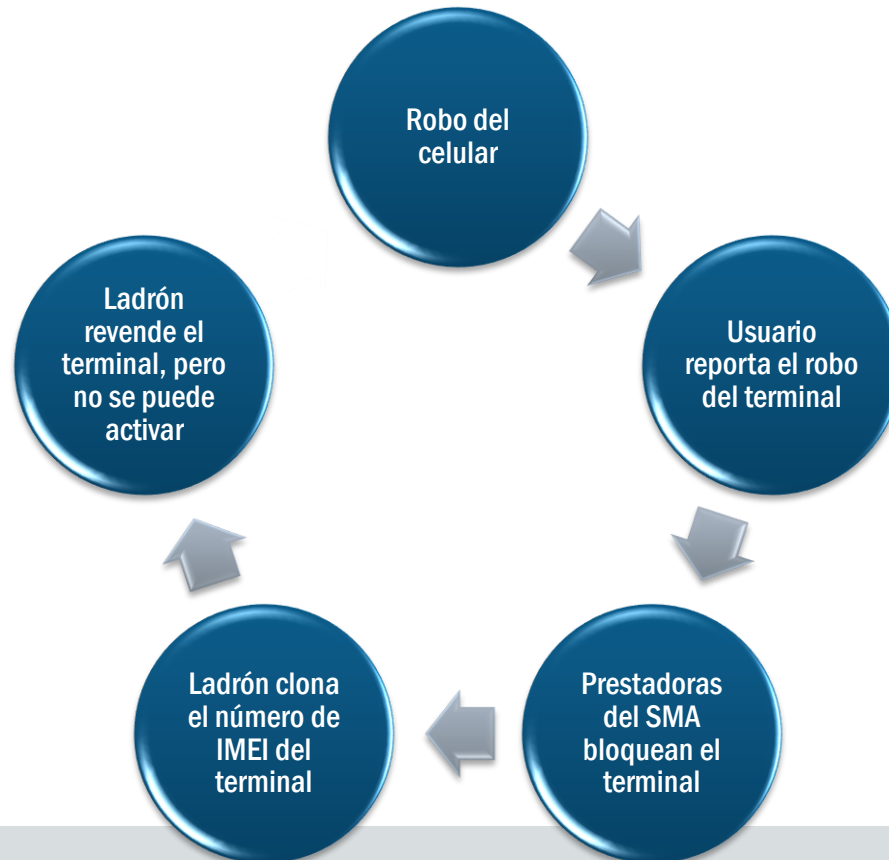 Robo del
celular
Usuario
reporta el robo
del terminal
Prestadoras
del SMA
bloquean el
terminal
Ladrón clona
el número de
IMEI del
terminal
Ladrón
revende el
terminal, pero
no se puede
activar